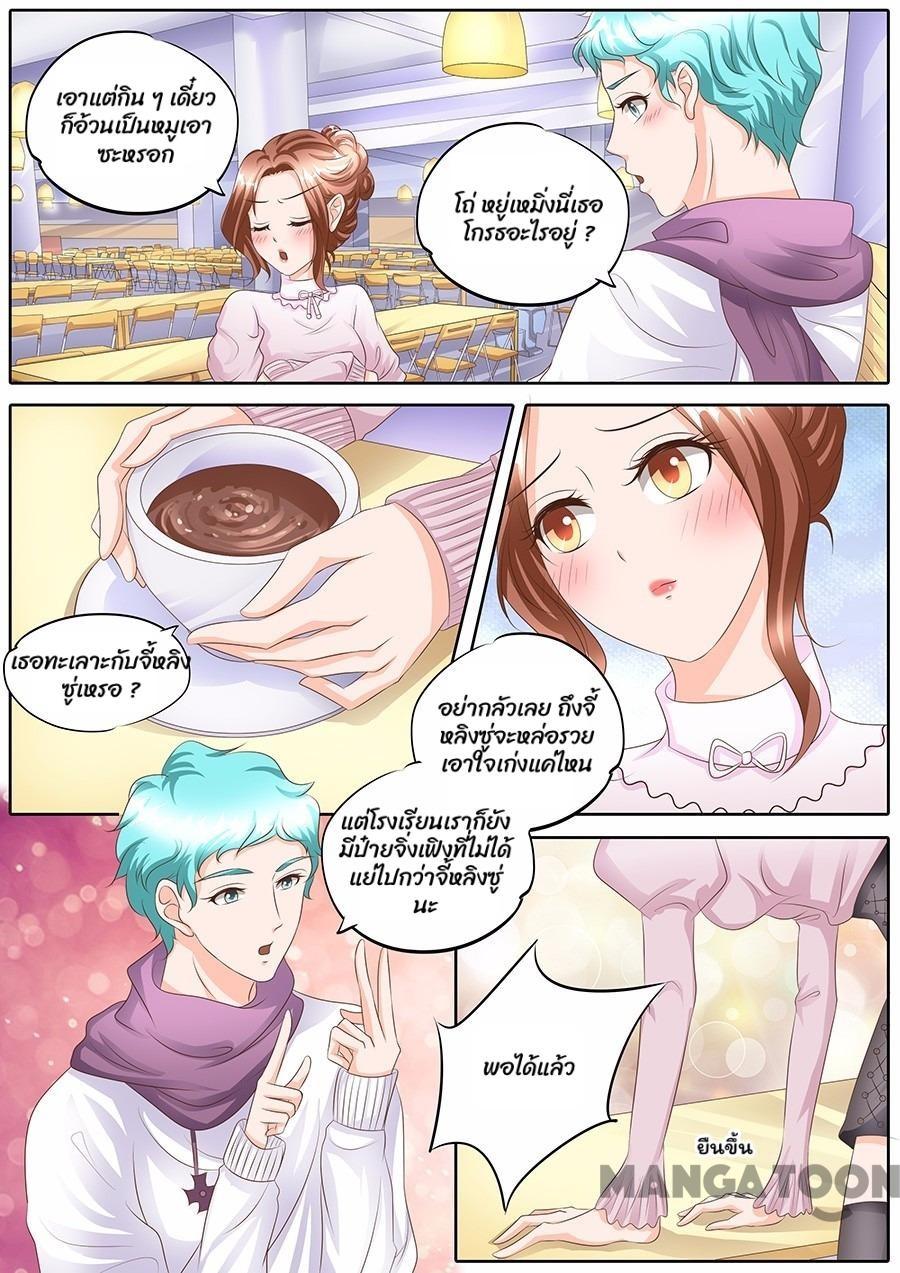 เอาแต่กิน ๆ เดี๋ยว
ก็อ้วนเป็นหมูเอา
ซะหรอก
โถ่ หยู่เหมิ่งนี่เธอ
โกรธอะไรอยู่ ?
เธอทะเลาะกับจี้หลิง
ซู่เหรอ ?
อย่ากลัวเลย ถึงจี้
หลิงซู่จะหล่อรวย
เอาใจเก่งแค่ไหน
แต่โรงเรียนเราก็ยัง
มีป๋ายจิ่งเฟิงที่ไม่ได้
แย่ไปกว่าจี้หลิงซู่
นะ
พอได้แล้ว
ยืนขึ้น
MANGATOON